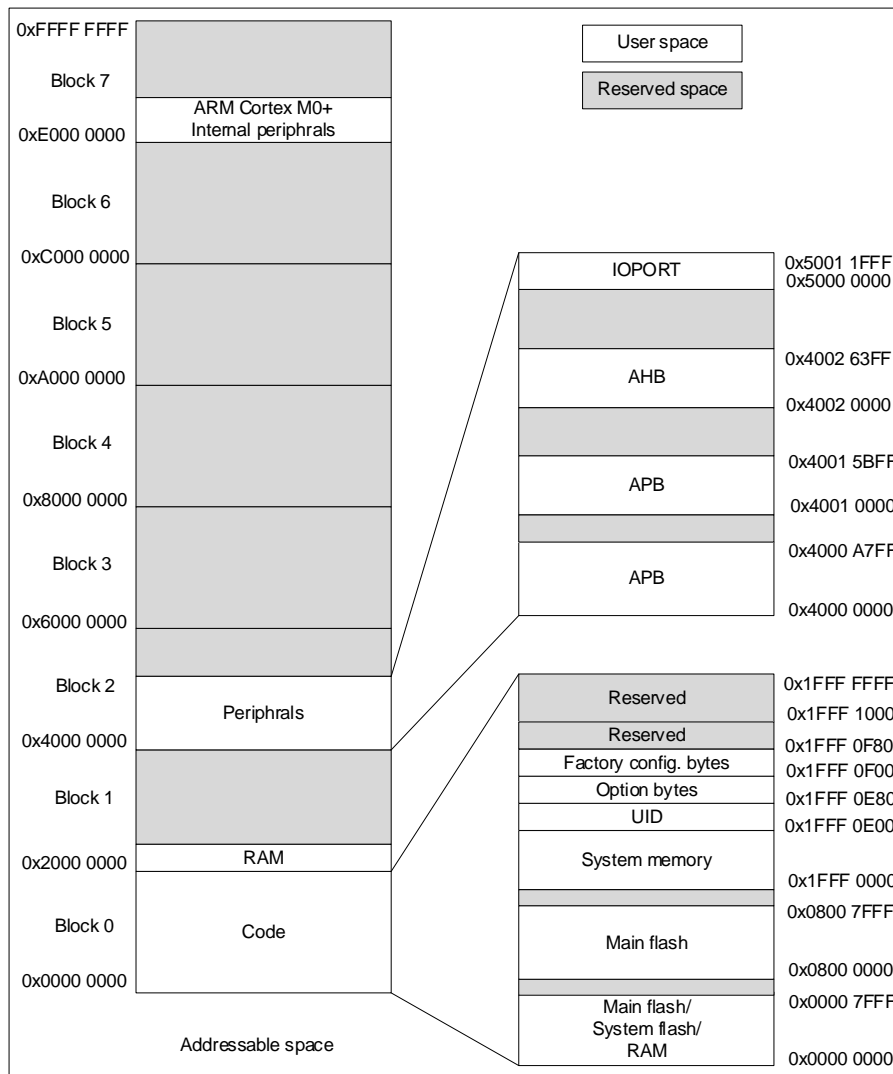 0xFFFF FFFF
Block 7
ARM Cortex M0+
Internal periphrals
0xE000 0000
Block 6
0xC000 0000
Block 5
0xA000 0000
Block 4
0x8000 0000
Block 3
0x6000 0000
Block 2
Periphrals
0x4000 0000
Block 1
0x2000 0000
RAM
Block 0
Code
0x0000 0000
Addressable space
User space
Reserved space
IOPORT
0x5001 1FFF
0x5000 0000
AHB
0x4002 63FF
0x4002 0000
APB
0x4001 5BFF
0x4001 0000
APB
0x4000 A7FF
0x4000 0000
Reserved
0x1FFF FFFF
0x1FFF 1000
Reserved
0x1FFF 0F80
Factory config. bytes
0x1FFF 0F00
Option bytes
0x1FFF 0E80
UID
0x1FFF 0E00
System memory
0x1FFF 0000
0x0800 7FFF
Main flash
0x0800 0000
Main flash/
System flash/
RAM
0x0000 7FFF
0x0000 0000